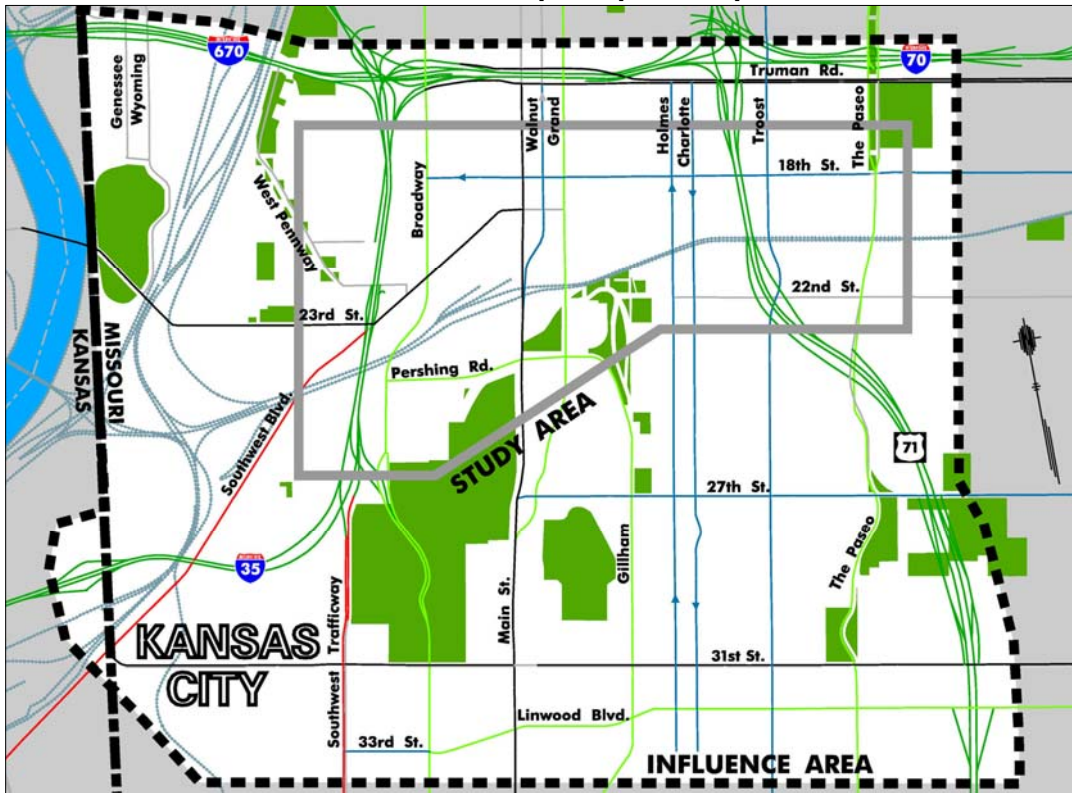 INTERSTATE
670
INTERSTATE
70
Truman Rd.
Genessee
Wyoming
Walnut
Grand
Holmes
Charlotte
Troost
The Paseo
18th St.
Broadway
West Pennway
22nd St.
23rd St.
MISSOURI
KANSAS
Pershing Rd.
Southwest Blvd.
STUDY AREA
71
27th St.
The Paseo
Gillham
35
Main St.
Southwest Trafficway
KANSAS
CITY
31st St.
Linwood Blvd.
33rd St.
INFLUENCE AREA